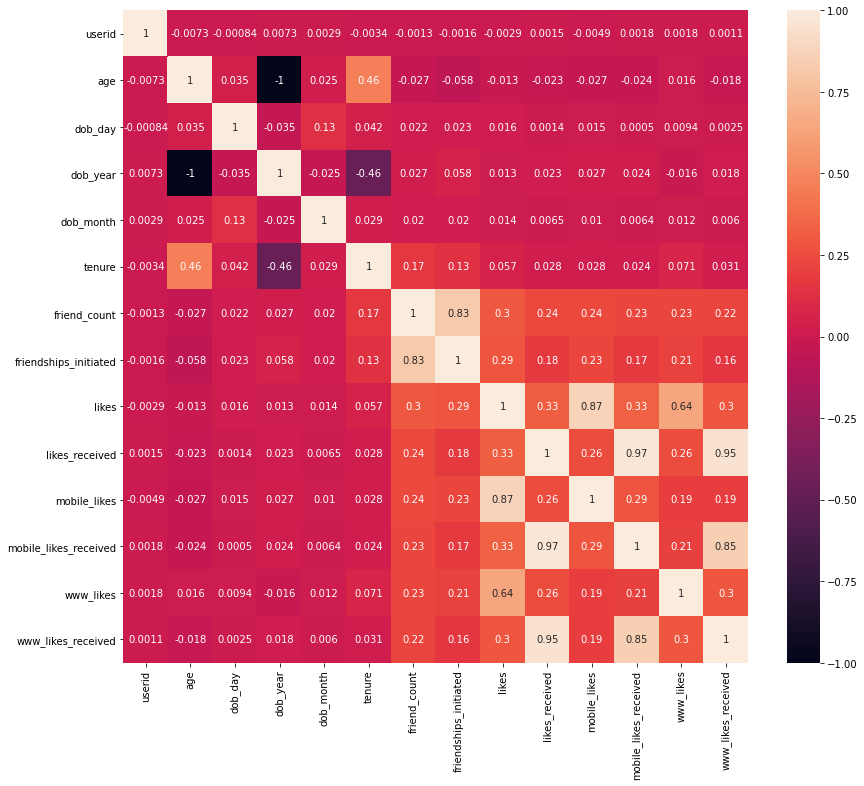 userid 1 -0.0073 -0.00084 0.0073 0.0029 -0.0034 -0.0013 -0.0016 -0.0029 0.0015 -0.0049 0.0018 0.0018 0.0011
age -0.0073 1 0.035 -1 0.025 0.46 -0.027 -0.058 -0.013 -0.023 -0.027 -0.024 0.016 -0.018
dob_day -0.00084 0.035 1 -0.035 0.13 0.042 0.022 0.023 0.016 0.0014 0.015 0.0005 0.0094 0.0025
dob_year 0.0073 -1 -0.035 1 -0.025 -0.46 0.027 0.058 0.013 0.023 0.027 0.024 -0.016 0.018
dob_month 0.0029 0.025 0.13 -0.025 1 0.029 0.02 0.02 0.014 0.0065 0.01 0.0064 0.012 0.006
tenure -0.0034 0.46 0.042 -0.46 0.029 1 0.17 0.13 0.057 0.028 0.028 0.024 0.071 0.031
friend_count -0.0013 -0.027 0.022 0.027 0.02 0.17 1 0.83 0.3 0.24 0.24 0.23 0.23 0.22
friendships_initiated -0.0016 -0.058 0.023 0.058 0.02 0.13 0.83 1 0.29 0.18 0.23 0.17 0.21 0.16
likes -0.0029 -0.013 0.016 0.013 0.014 0.057 0.3 0.29 1 0.33 0.87 0.33 0.64 0.3
likes_received 0.0015 -0.023 0.0014 0.023 0.0065 0.028 0.24 0.18 0.33 1 0.26 0.97 0.26 0.95
mobile_likes -0.0049 -0.027 0.015 0.027 0.01 0.028 0.24 0.23 0.87 0.26 1 0.29 0.19 0.19
mobile_likes_received 0.0018 -0.024 0.0005 0.024 0.0064 0.024 0.23 0.17 0.33 0.97 0.29 1 0.21 0.85
www_likes 0.0018 0.016 0.0094 -0.016 0.012 0.071 0.23 0.21 0.64 0.26 0.19 0.21 1 0.3
www_likes_received 0.0011 -0.018 0.0025 0.018 0.006 0.031 0.22 0.16 0.3 0.95 0.19 0.85 0.3 1
userid
age
dob_day
dob_year
dob_month
tenure
friend_count
friendships_initiated
likes
likes_received
mobile_likes
mobile_likes_received
www_likes
www_likes_received
1.00
0.75
0.50
0.25
0.00
-0.25
-0.50
-0.75
-1.00